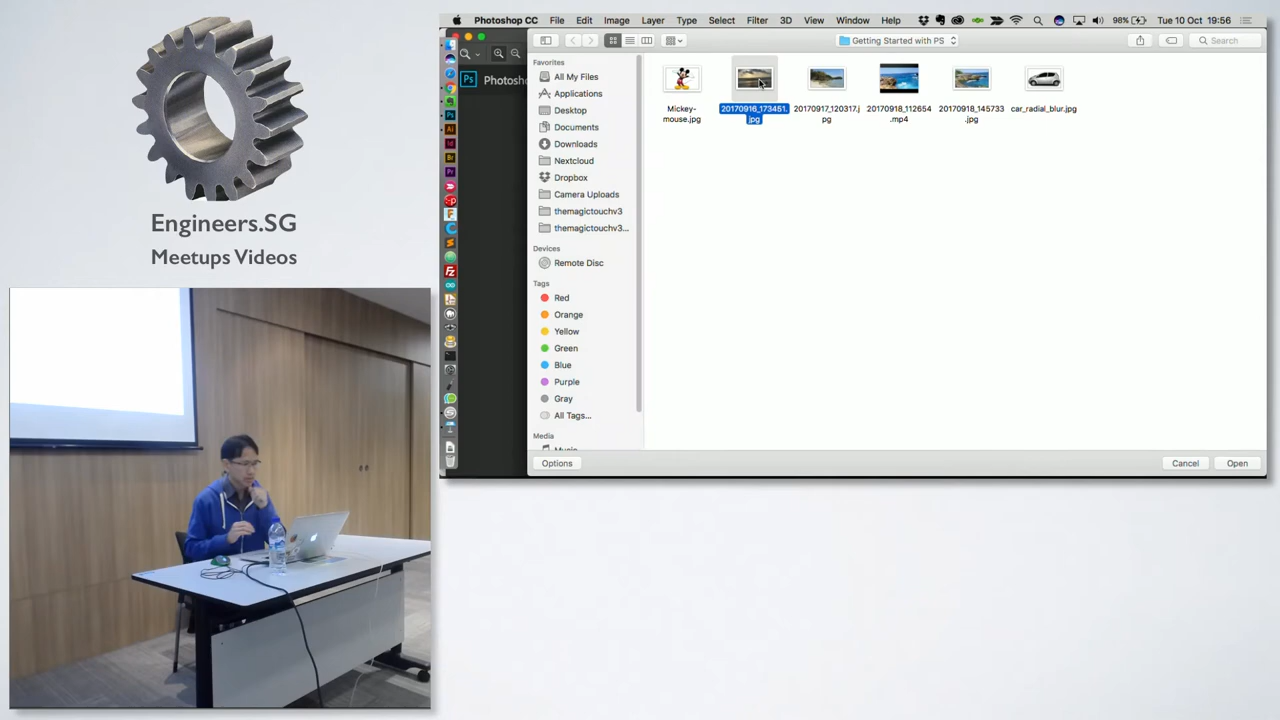 Photoshop CC File Edit Image Layer Type Select Filter 3D View Window Help 98% Tue 10 Oct 19:56
Getting Started with PS
Search
Ps Photosh
Favorites
All My Files
Applications
Desktop
Documents
Downloads
Nextcloud
Dropbox
Camera Uploads
themagictouchv3
themagictouchv3...
Devices
Remote Disc
Tags
Red
Orange
Yellow
Green
Blue
Purple
Gray
All Tags...
Media
Mickey-
mouse.jpg
20170916_173451.
jpg
20170917_120317.j
pg
20170918_112654
.mp4
20170918_145733
.jpg
car_radial_blur.jpg
Options
Cancel
Open
Engineers.SG
Meetups Videos